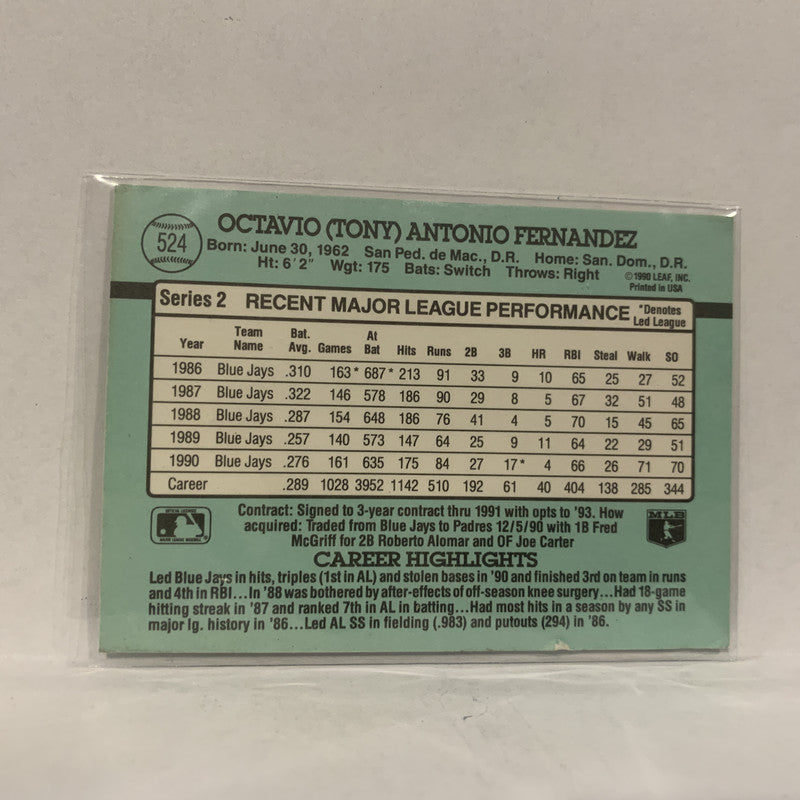 524
OCTAVIO (TONY) ANTONIO FERNANDEZ
Born: June 30, 1962 San Ped. de Mac., D.R. Home: San. Dom., D.R.
Ht: 6'2" Wgt: 175 Bats: Switch Throws: Right
©1990 LEAF, INC.
Printed in USA
Series 2 RECENT MAJOR LEAGUE PERFORMANCE *Denotes Led League
Year Team Name Bat. Avg. Games At Bat Hits Runs 2B 3B HR RBI Steal Walk SO
1986 Blue Jays .310 163* 687* 213 91 33 9 10 65 25 27 52
1987 Blue Jays .322 146 578 186 90 29 8 5 67 32 51 48
1988 Blue Jays .287 154 648 186 76 41 4 5 70 15 45 65
1989 Blue Jays .257 140 573 147 64 25 9 11 64 22 29 51
1990 Blue Jays .276 161 635 175 84 27 17* 4 66 26 71 70
Career .289 1028 3952 1142 510 192 61 40 404 138 285 344
Contract: Signed to 3-year contract thru 1991 with opts to '93. How
acquired: Traded from Blue Jays to Padres 12/5/90 with 1B Fred
McGriff for 2B Roberto Alomar and OF Joe Carter
MLB
CAREER HIGHLIGHTS
Led Blue Jays in hits, triples (1st in AL) and stolen bases in '90 and finished 3rd on team in runs
and 4th in RBI...In '88 was bothered by after-effects of off-season knee surgery...Had 18-game
hitting streak in '87 and ranked 7th in AL in batting...Had most hits in a season by any SS in
major lg. history in '86...Led AL SS in fielding (.983) and putouts (294) in '86.